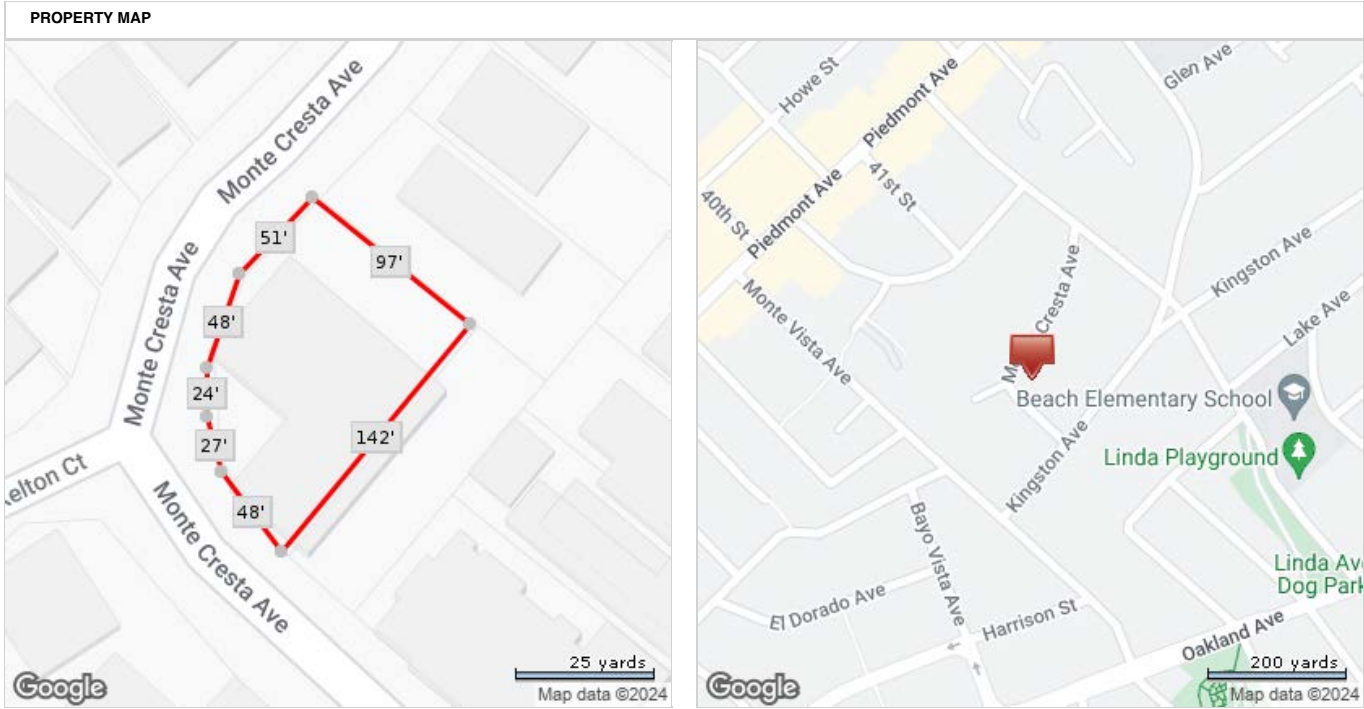 PROPERTY MAP
Monte Cresta Ave
51'
97'
Monte Cresta Ave
48'
24'
142'
27'
elton Ct
48'
Monte Cresta Ave
25 yards
Google
Map data ©2024
Glen Ave
Howe St
Piedmont Ave
41st St
40th St
Piedmont Ave
Kingston Ave
Cresta Ave
Monte Vista Ave
Lake Ave
M
Beach Elementary School
Kingston Ave
Linda Playground
Bayo Vista Ave
Linda Av
Dog Park
El Dorado Ave
Harrison St
Oakland Ave
200 yards
Google
Map data ©2024